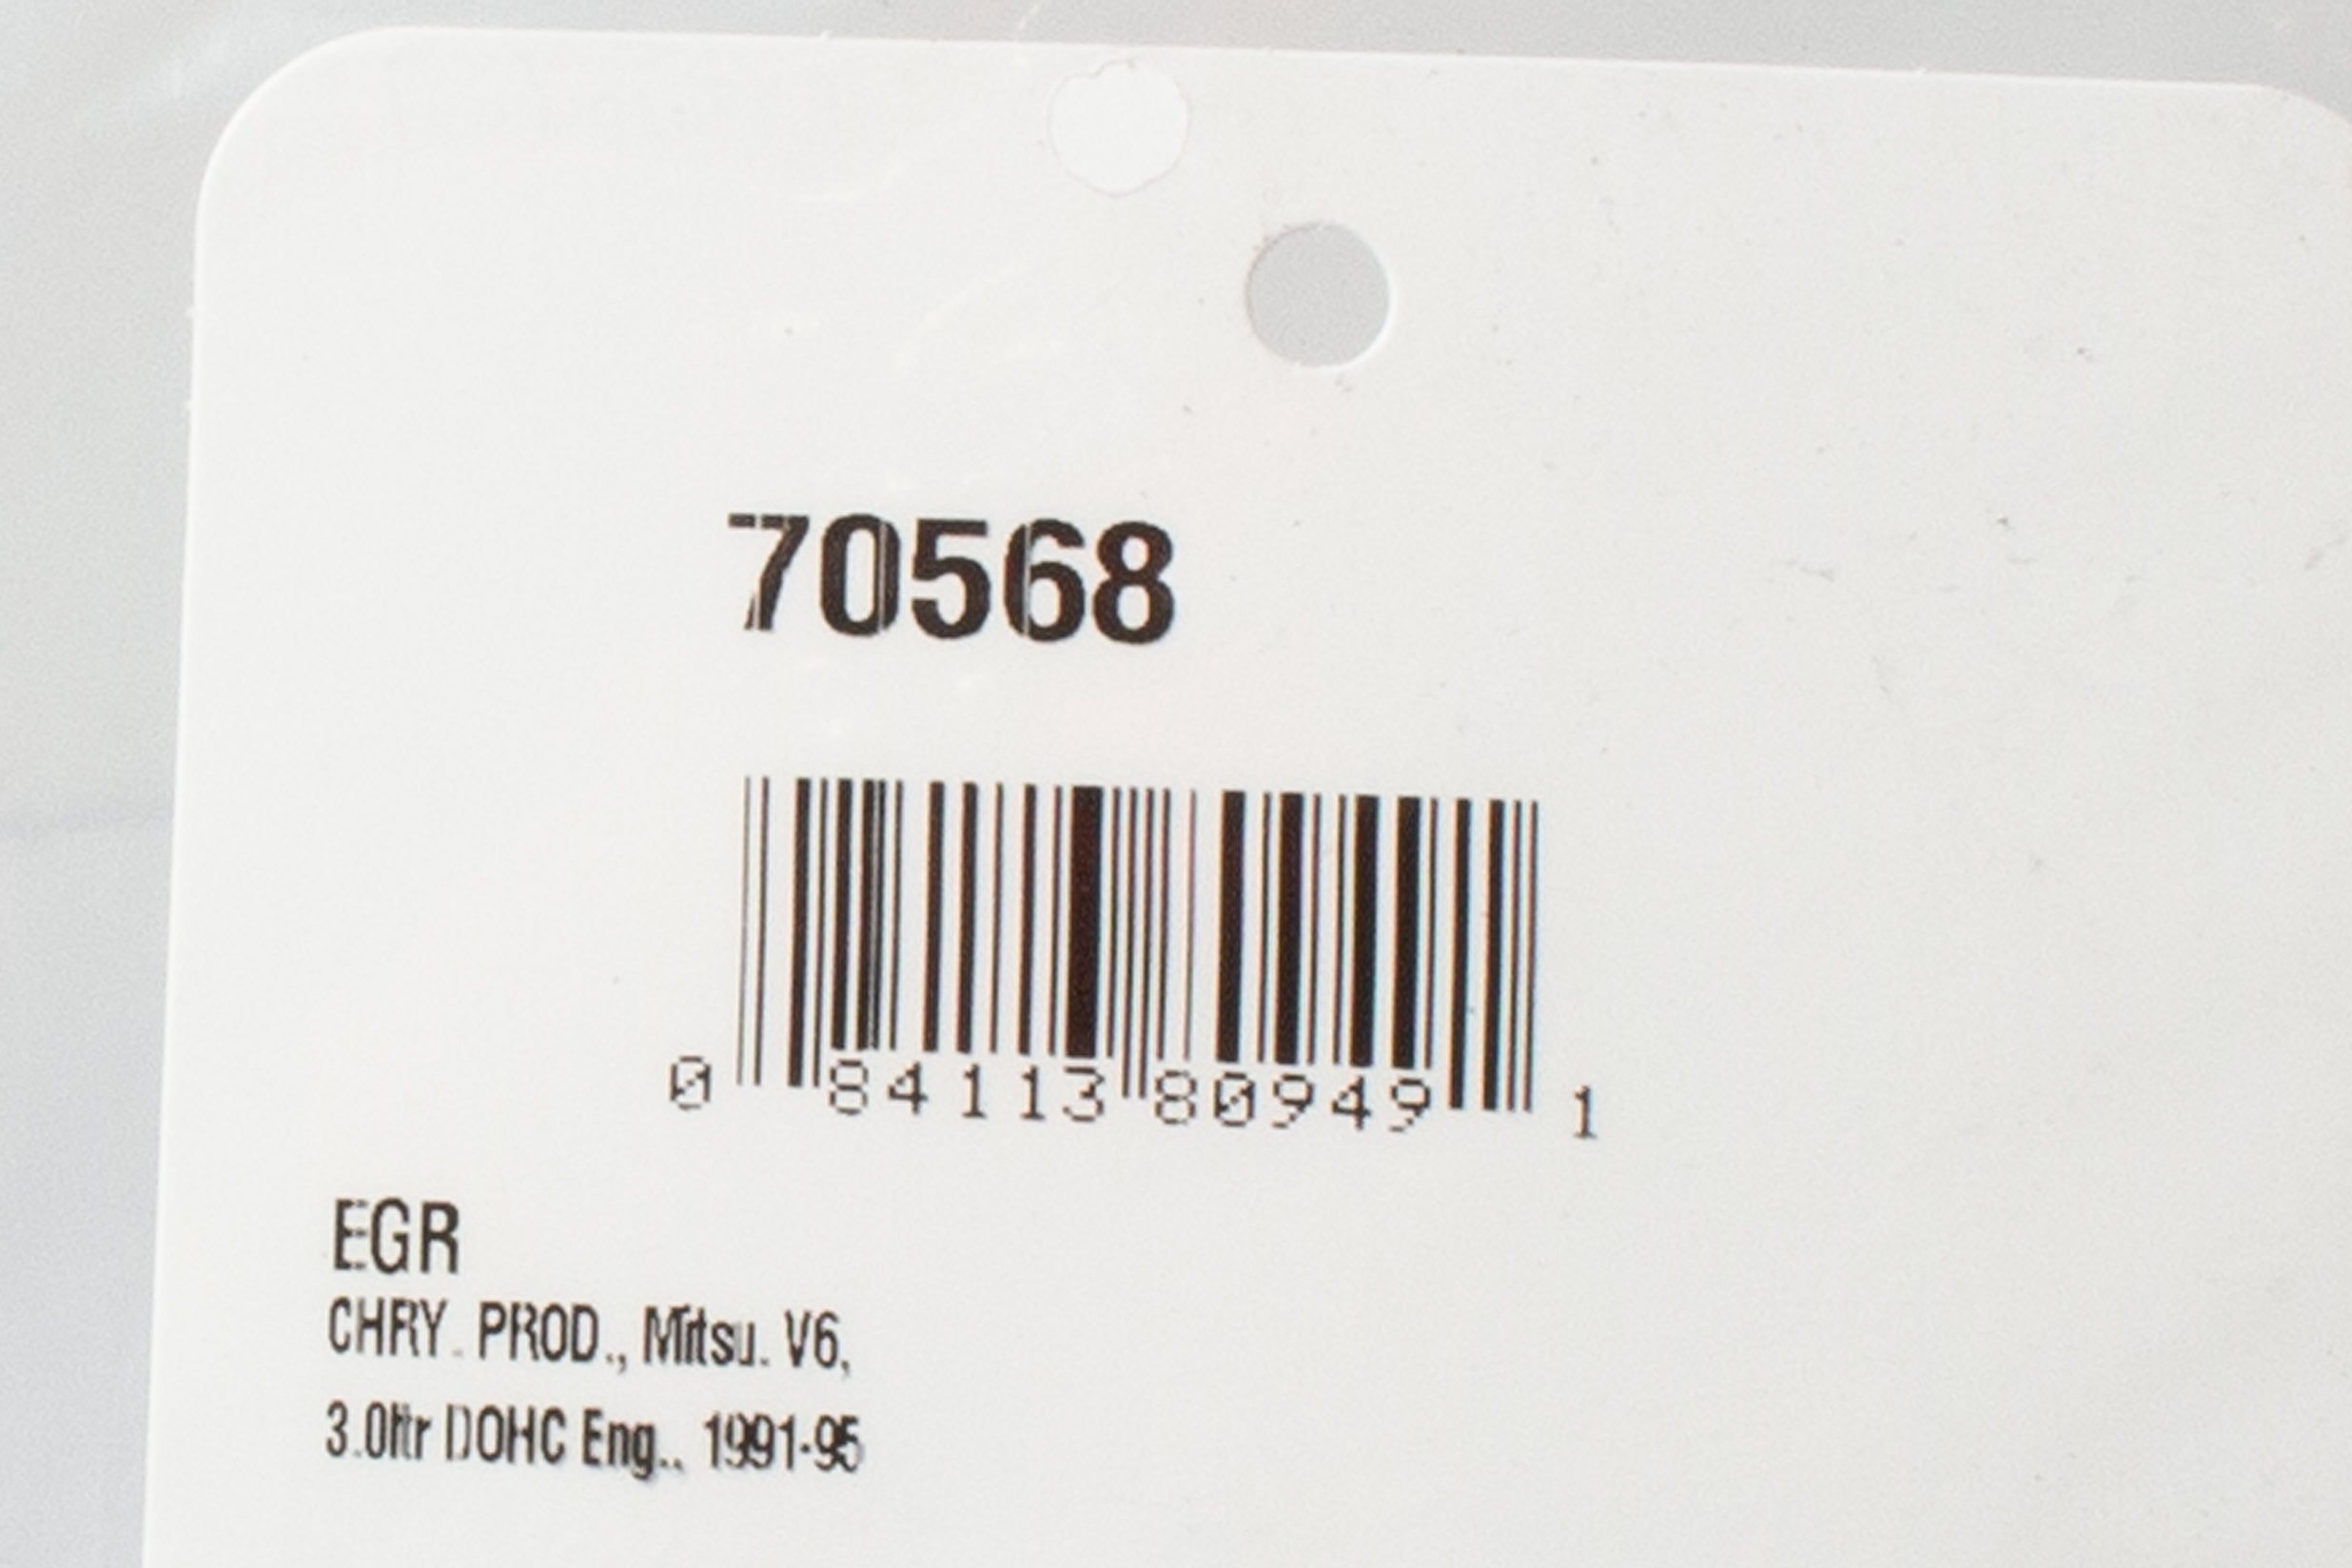 70568
0 84113 80949 1
EGR
CHRY. PROD., Mitsu. V6,
3.0ltr DOHC Eng., 1991-95